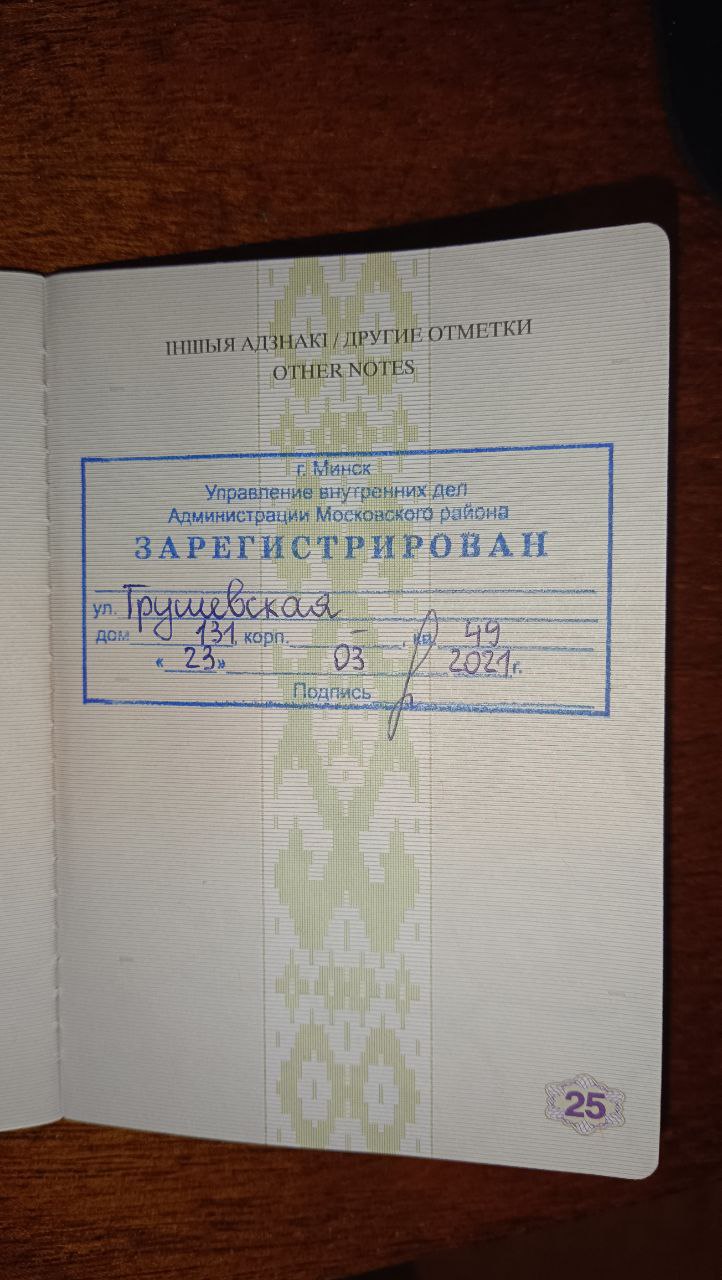 ІНШЫЯ АДЗНАКІ / ДРУГИЕ ОТМЕТКИ
OTHER NOTES
г. Минск
Управление внутренних дел
Администрации Московского района
ЗАРЕГИСТРИРОВАН
ул. Грушевская
дом 131, корп. –, кв. 49
« 23 » 03 2021 г.
Подпись
25